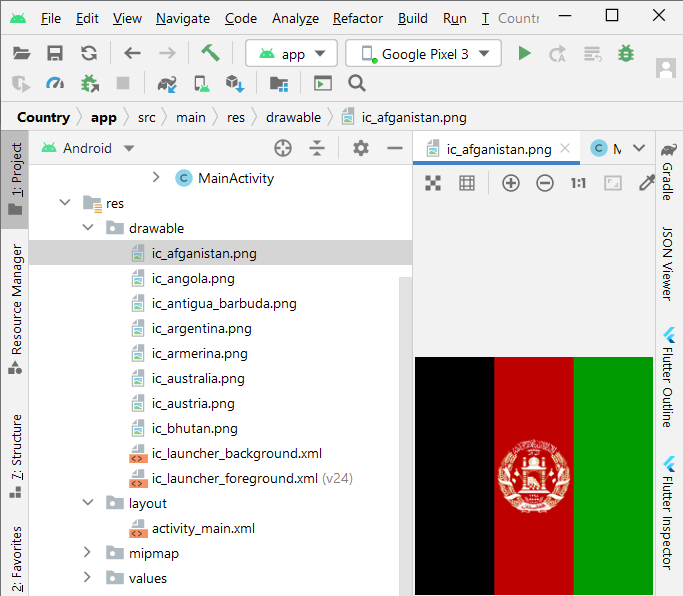 File Edit View Navigate Code Analyze Refactor Build Run T Countr
app Google Pixel 3
Country app src main res drawable ic_afganistan.png
1: Project
Resource Manager
7: Structure
2: Favorites
Android
MainActivity
res
drawable
ic_afganistan.png
ic_angola.png
ic_antigua_barbuda.png
ic_argentina.png
ic_armerina.png
ic_australia.png
ic_austria.png
ic_bhutan.png
ic_launcher_background.xml
ic_launcher_foreground.xml (v24)
layout
activity_main.xml
mipmap
values
ic_afganistan.png C M
1:1
Gradle
JSON Viewer
Flutter Outline
Flutter Inspector